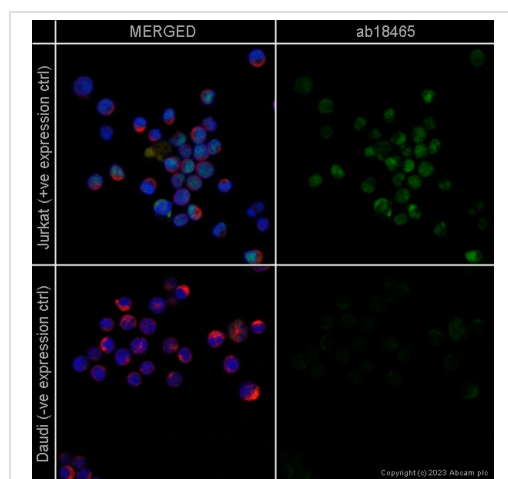 MERGED
ab18465
Jurkat (+ve expression ctrl)
Daudi (-ve expression ctrl)
Copyright (c) 2023 Abcam plc